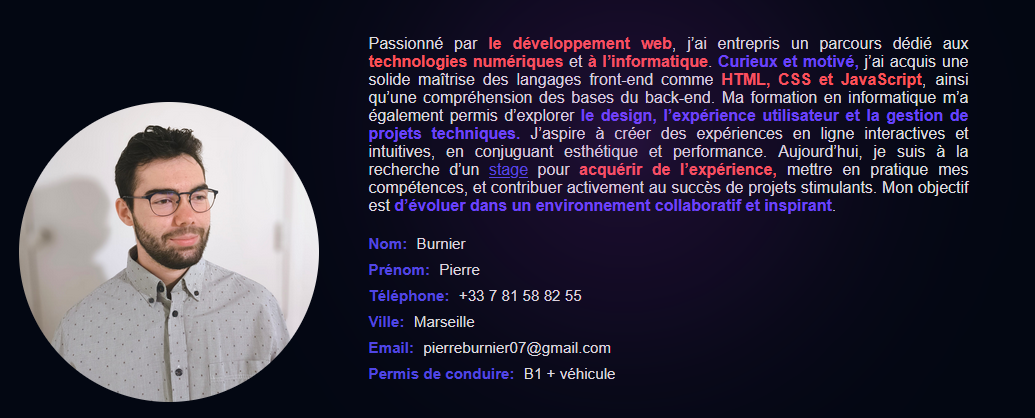 Passionné par le développement web, j’ai entrepris un parcours dédié aux
technologies numériques et à l’informatique. Curieux et motivé, j’ai acquis une
solide maîtrise des langages front-end comme HTML, CSS et JavaScript, ainsi
qu’une compréhension des bases du back-end. Ma formation en informatique m’a
également permis d’explorer le design, l’expérience utilisateur et la gestion de
projets techniques. J’aspire à créer des expériences en ligne interactives et
intuitives, en conjuguant esthétique et performance. Aujourd’hui, je suis à la
recherche d’un stage pour acquérir de l’expérience, mettre en pratique mes
compétences, et contribuer activement au succès de projets stimulants. Mon objectif
est d’évoluer dans un environnement collaboratif et inspirant.
Nom: Burnier
Prénom: Pierre
Téléphone: +33 7 81 58 82 55
Ville: Marseille
Email: pierreburnier07@gmail.com
Permis de conduire: B1 + véhicule